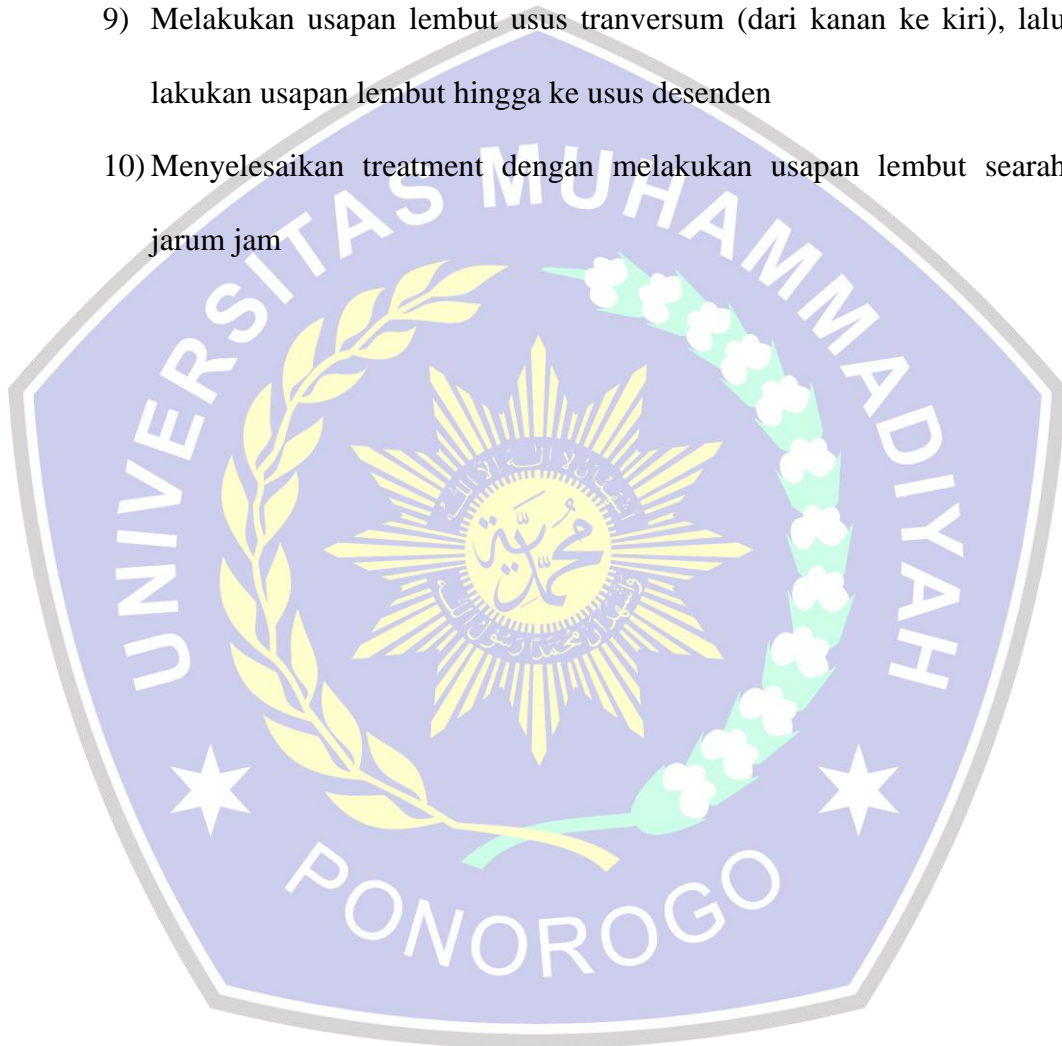 9) Melakukan usapan lembut usus tranversum (dari kanan ke kiri), lalu
lakukan usapan lembut hingga ke usus desenden
10) Menyelesaikan treatment dengan melakukan usapan lembut searah
jarum jam
UNIVERSITAS MUHAMMADIYAH
محمدية
PONOROGO